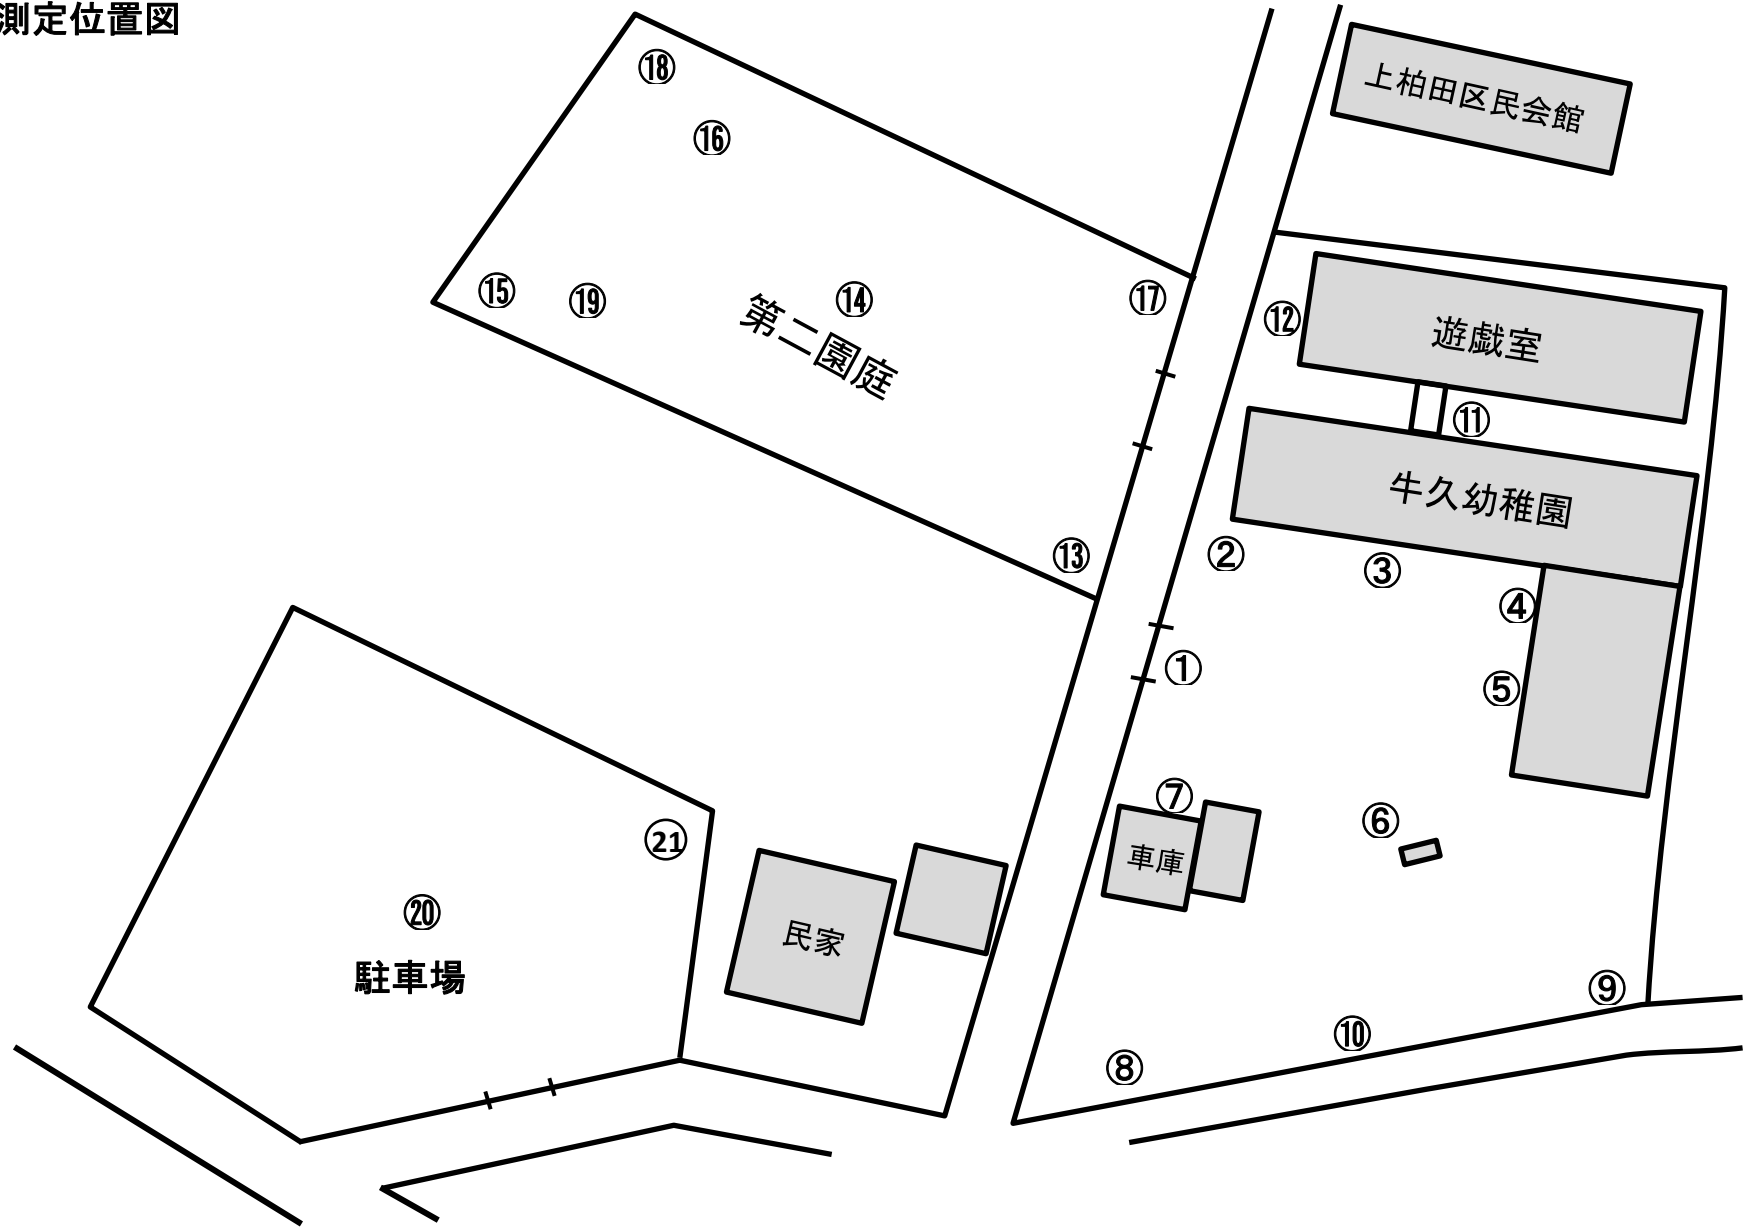 測定位置図
上柏田区民会館
⑱
⑯
⑮
⑲
⑭
⑰
第二園庭
⑬
⑫
遊戯室
⑪
牛久幼稚園
②
③
④
①
⑤
⑦
車庫
⑥
㉑
⑳
駐車場
民家
⑨
⑩
⑧